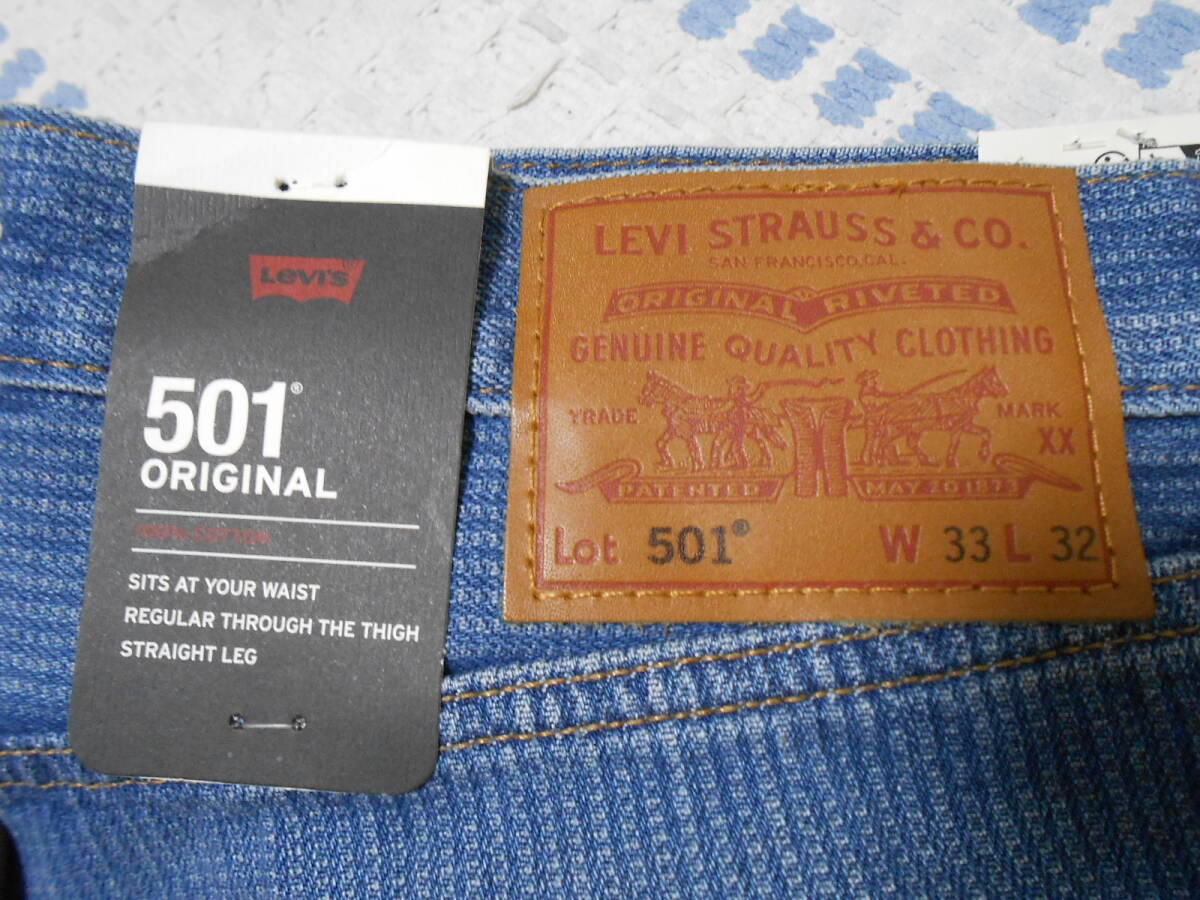 Levi's
501®
ORIGINAL
100% COTTON
SITS AT YOUR WAIST
REGULAR THROUGH THE THIGH
STRAIGHT LEG
LEVI STRAUSS & CO.
SAN FRANCISCO, CAL.
ORIGINAL RIVETED
GENUINE QUALITY CLOTHING
TRADE MARK
XX
PATENTED MAY 20 1873
Lot 501® W 33 L 32